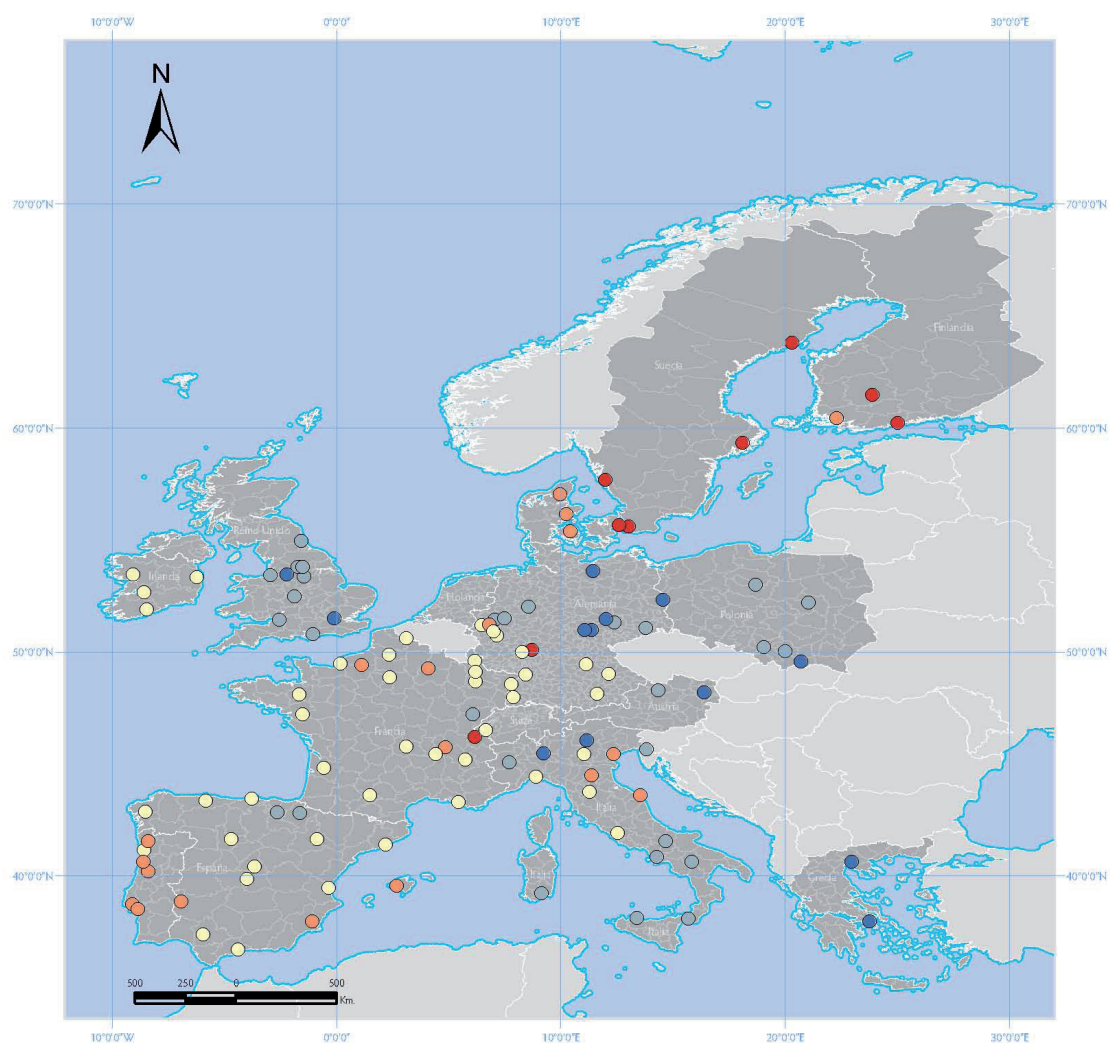 10°0'0"W 0°0'0" 10°0'0"E 20°0'0"E 30°0'0"E
N
70°0'0"N 70°0'0"N
Finlandia
Suecia
60°0'0"N 60°0'0"N
Reino Unido
Irlanda
Holanda Alemania Polonia
50°0'0"N 50°0'0"N
Austria
Suiza
Francia
Italia
España
40°0'0"N Italia Grecia 40°0'0"N
Italia
500 250 0 500
Km.
10°0'0"W 0°0'0" 10°0'0"E 20°0'0"E 30°0'0"E